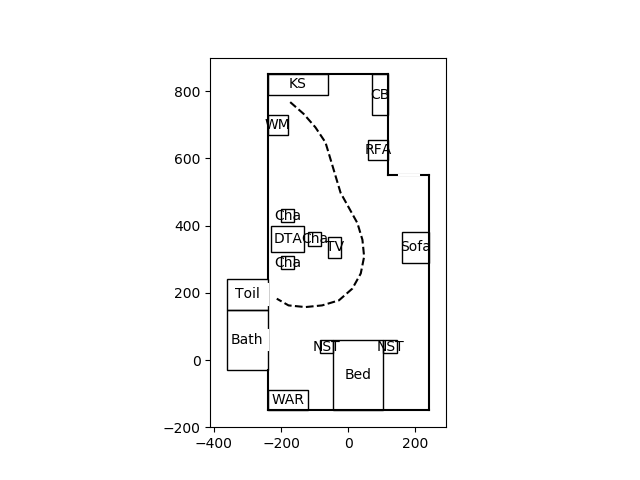 KS
CB
WM
RFA
Cha
DTA
Cha
TV
Sofa
Cha
Toil
Bath
NST
NST
Bed
WAR
800
600
400
200
0
−200
−400
−200
0
200